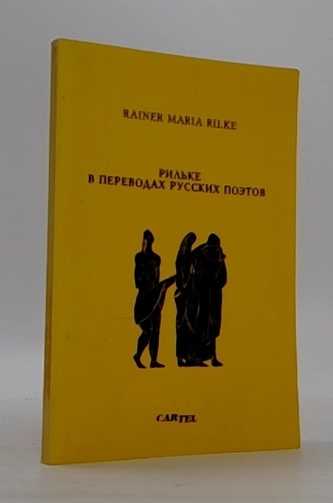 RAINER MARIA RILKE
РИЛЬКЕ
В ПЕРЕВОДАХ РУССКИХ ПОЭТОВ
CARTEL